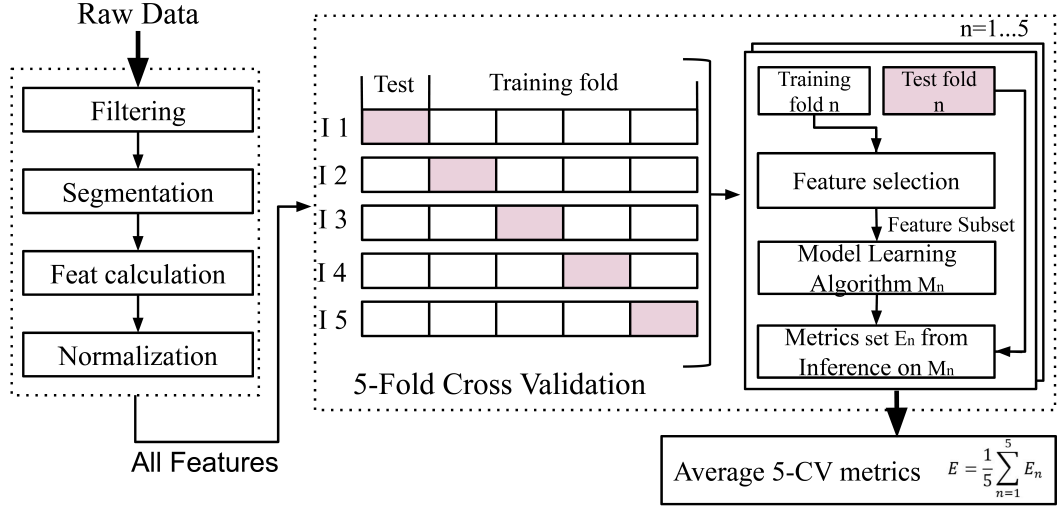 Raw Data
Filtering
Segmentation
Feat calculation
Normalization
All Features
Test
Training fold
I 1
I 2
I 3
I 4
I 5
5-Fold Cross Validation
n=1...5
Training
fold n
Test fold
n
Feature selection
Feature Subset
Model Learning
Algorithm Mₙ
Metrics set Eₙ from
Inference on Mₙ
Average 5-CV metrics E = 1/5 ∑ₙ₌₁⁵ Eₙ